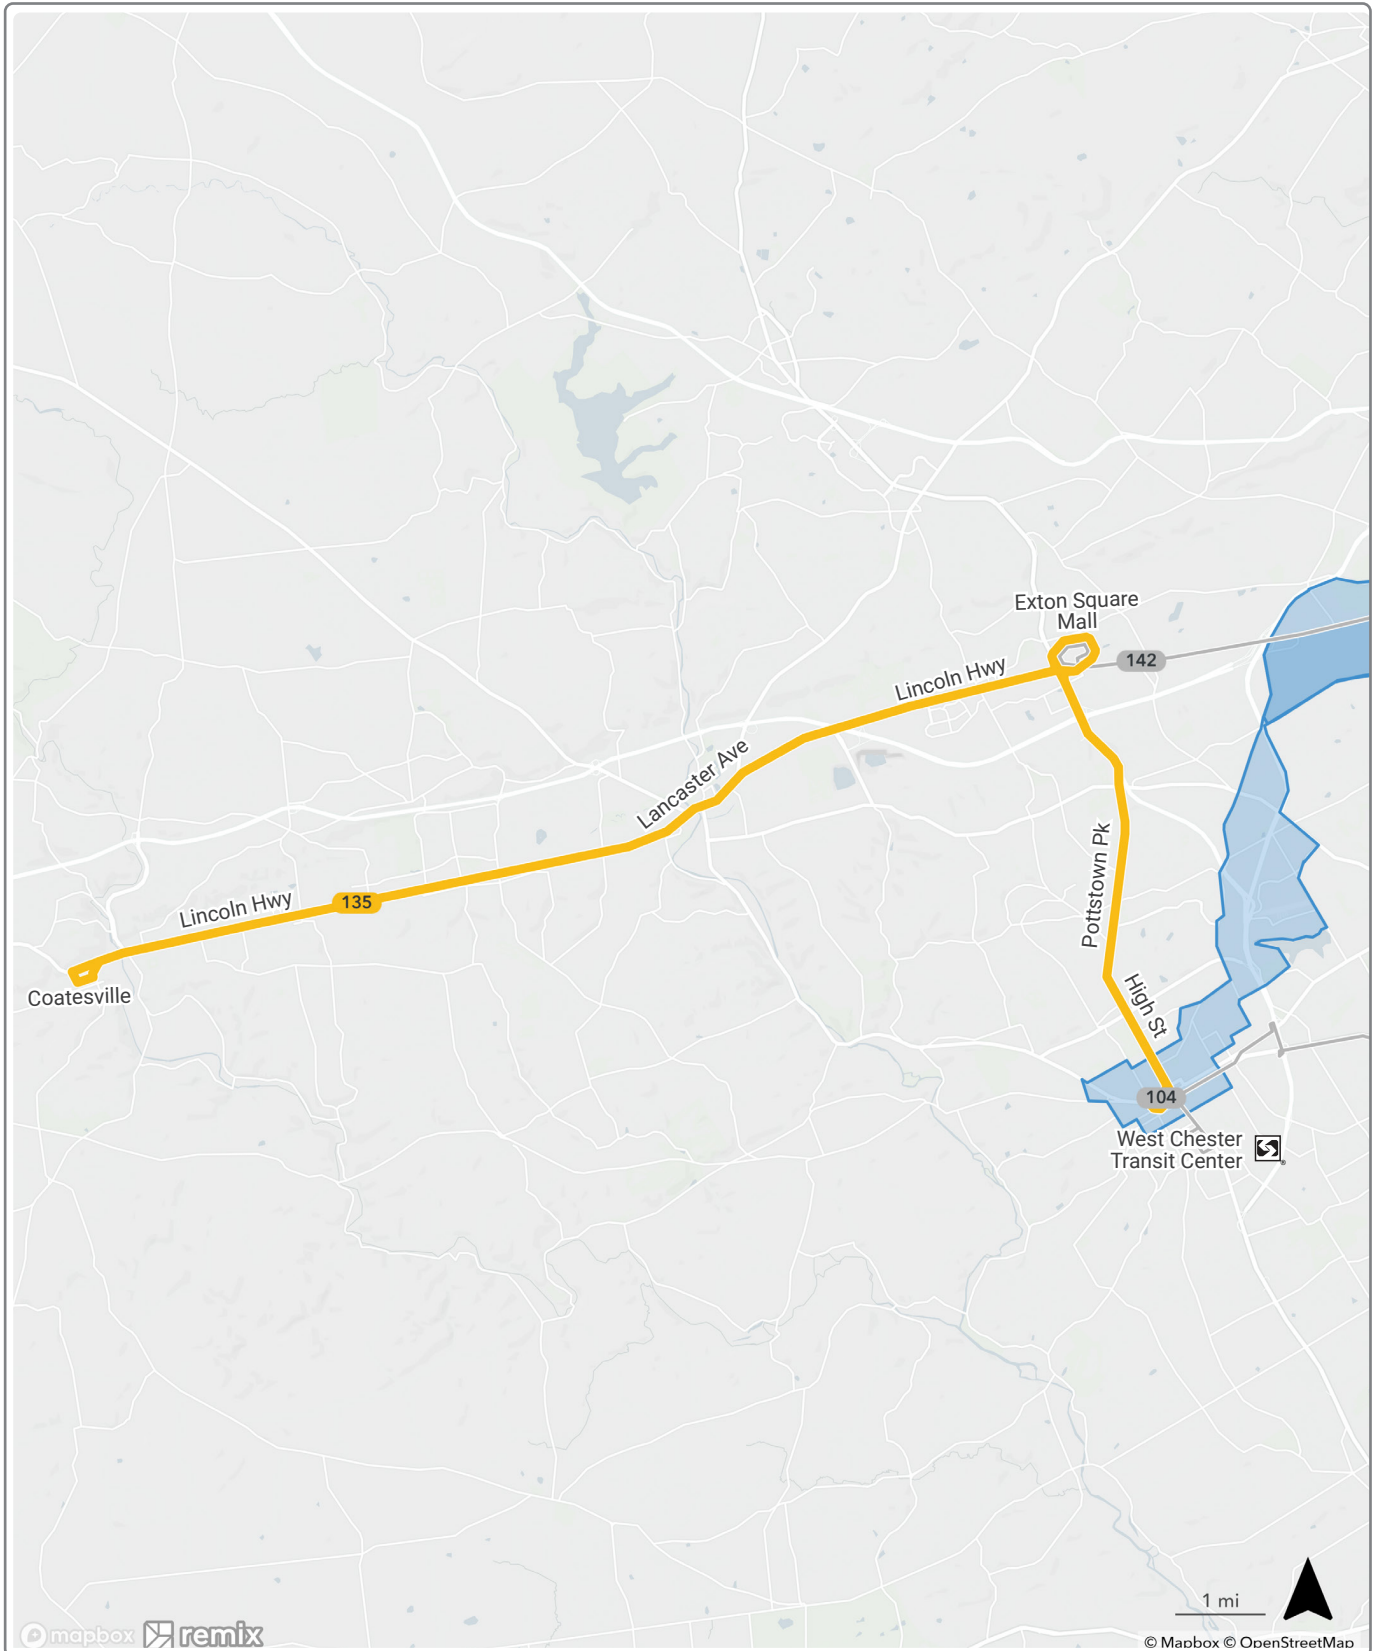 Exton Square
Mall
142
Lincoln Hwy
Lancaster Ave
Pottstown Pk
135
Lincoln Hwy
Coatesville
High St
104
West Chester
Transit Center
1 mi
mapbox
remix
© Mapbox © OpenStreetMap